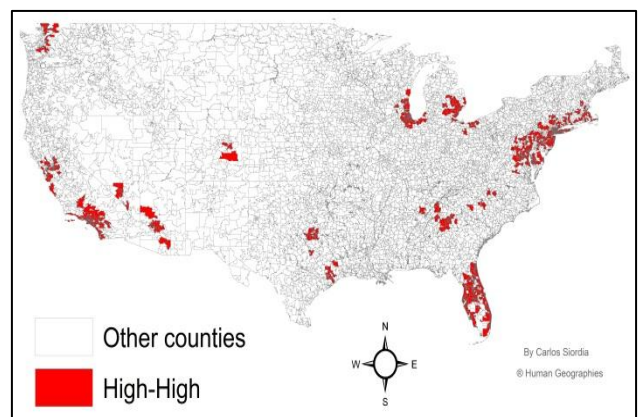 Other counties
High-High
N
W E
S
By Carlos Siordia
® Human Geographies